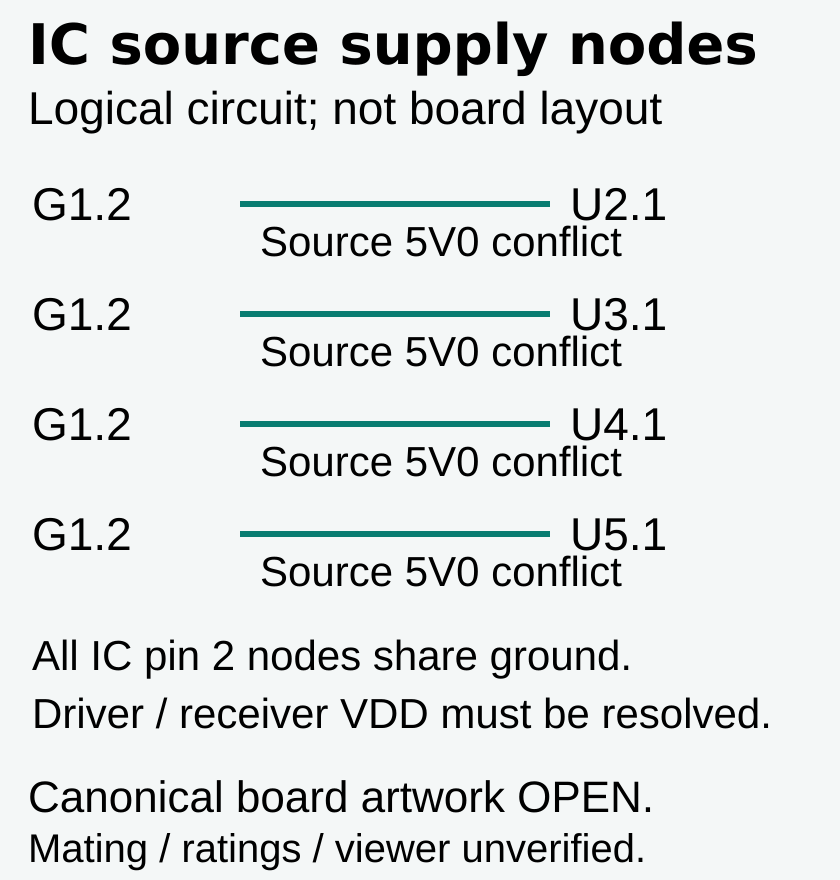 IC source supply nodes
Logical circuit; not board layout
G1.2 U2.1
Source 5V0 conflict
G1.2 U3.1
Source 5V0 conflict
G1.2 U4.1
Source 5V0 conflict
G1.2 U5.1
Source 5V0 conflict
All IC pin 2 nodes share ground.
Driver / receiver VDD must be resolved.
Canonical board artwork OPEN.
Mating / ratings / viewer unverified.